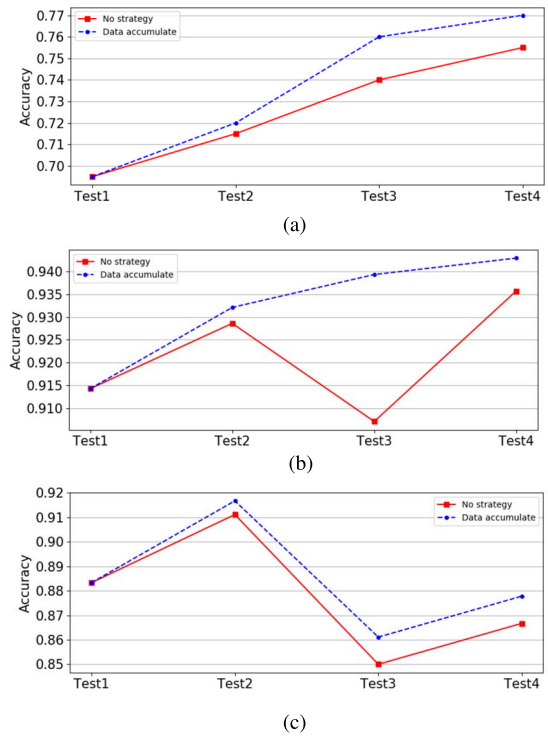 0.77
0.76
0.75
0.74
0.73
0.72
0.71
0.70
Accuracy
No strategy
Data accumulate
Test1 Test2 Test3 Test4
(a)
0.940
0.935
0.930
0.925
0.920
0.915
0.910
Accuracy
No strategy
Data accumulate
Test1 Test2 Test3 Test4
(b)
0.92
0.91
0.90
0.89
0.88
0.87
0.86
0.85
Accuracy
No strategy
Data accumulate
Test1 Test2 Test3 Test4
(c)